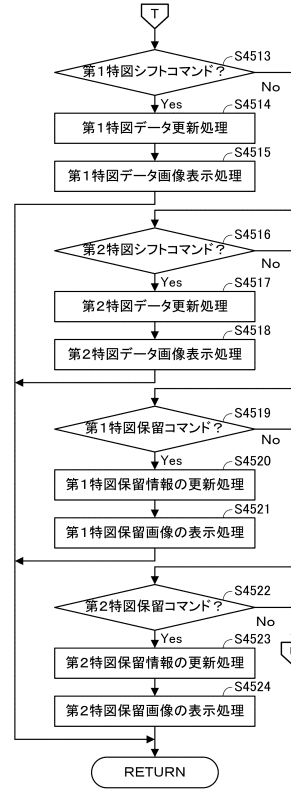 T
S4513
第1特図シフトコマンド?
No
Yes
S4514
第1特図データ更新処理
S4515
第1特図データ画像表示処理
S4516
第2特図シフトコマンド?
No
Yes
S4517
第2特図データ更新処理
S4518
第2特図データ画像表示処理
S4519
第1特図保留コマンド?
No
Yes
S4520
第1特図保留情報の更新処理
S4521
第1特図保留画像の表示処理
S4522
第2特図保留コマンド?
No
Yes
S4523
第2特図保留情報の更新処理
S4524
第2特図保留画像の表示処理
RETURN